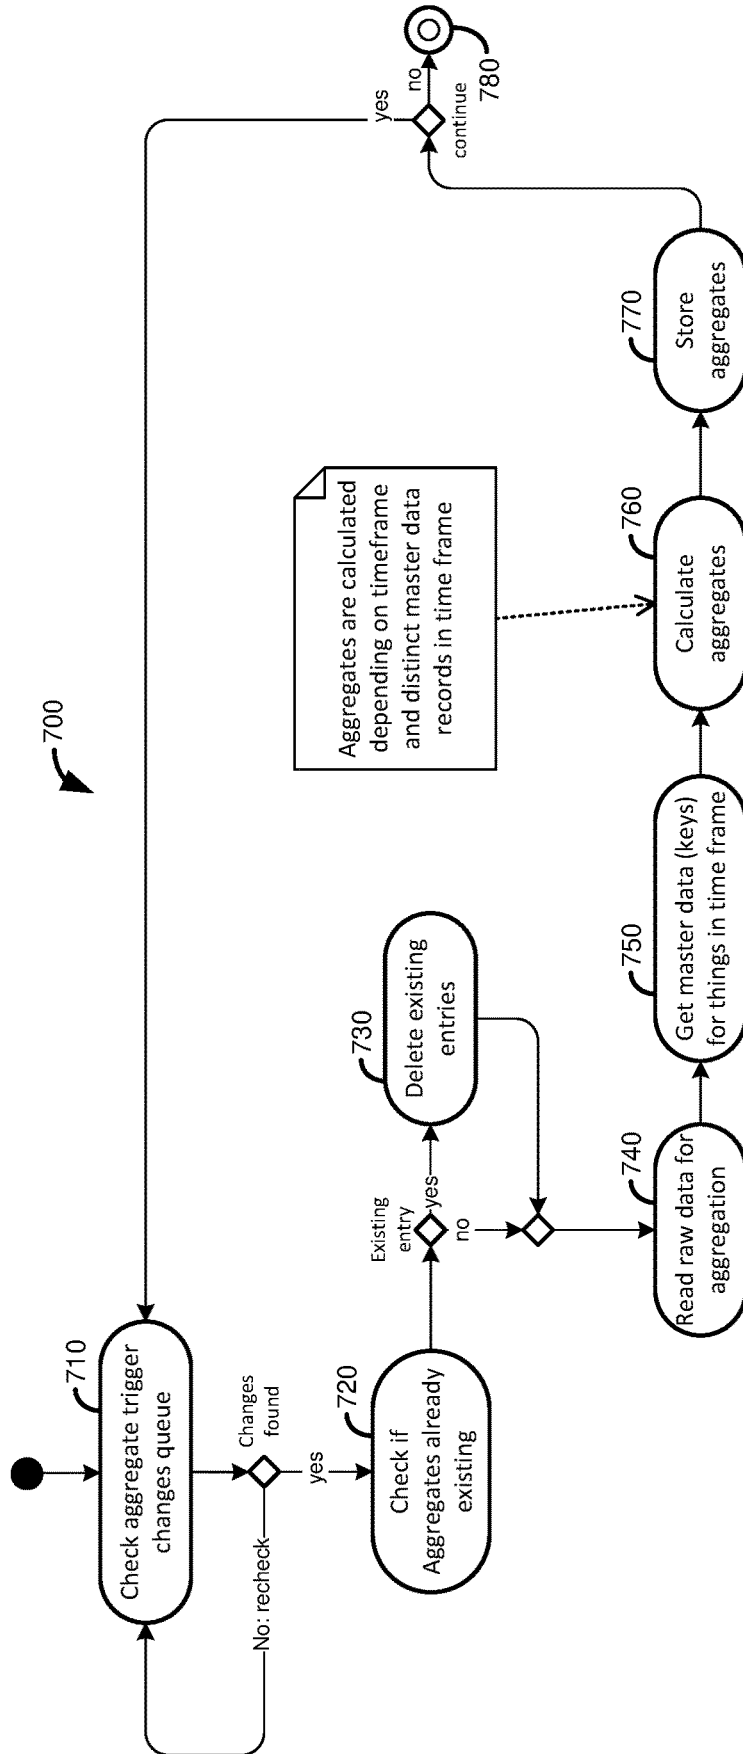 700
710
Check aggregate trigger
changes queue
Changes
found
No: recheck
yes
720
Check if
Aggregates already
existing
Existing
entry
yes
no
730
Delete existing
entries
740
Read raw data for
aggregation
750
Get master data (keys)
for things in time frame
Aggregates are calculated
depending on timeframe
and distinct master data
records in time frame
760
Calculate
aggregates
770
Store
aggregates
continue
yes
no
780